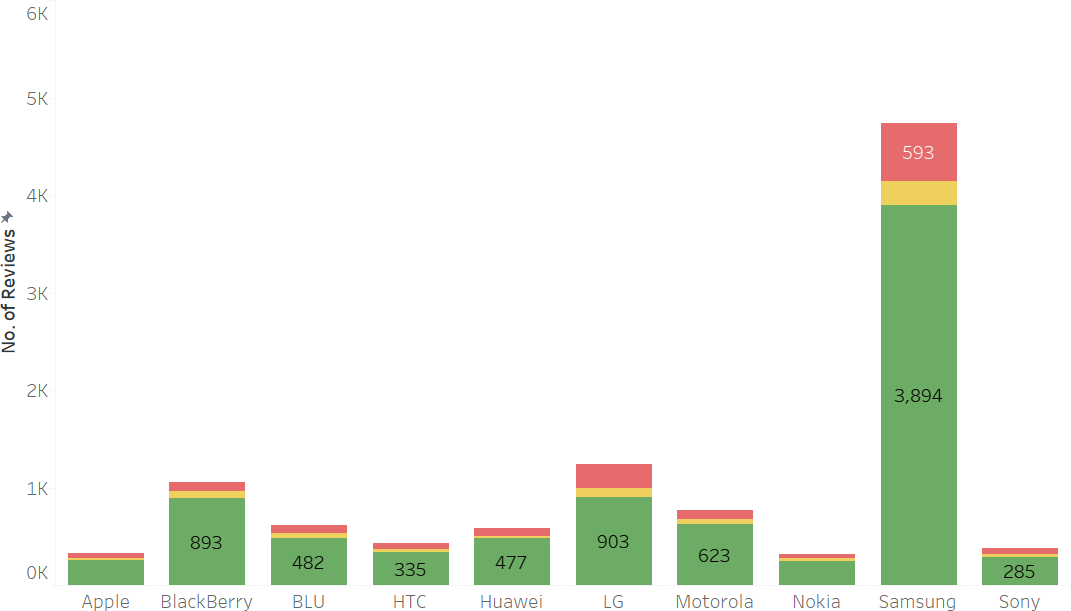 6K
5K
4K
3K
2K
1K
0K
No. of Reviews
593
3,894
893
482
335
477
903
623
285
Apple BlackBerry BLU HTC Huawei LG Motorola Nokia Samsung Sony